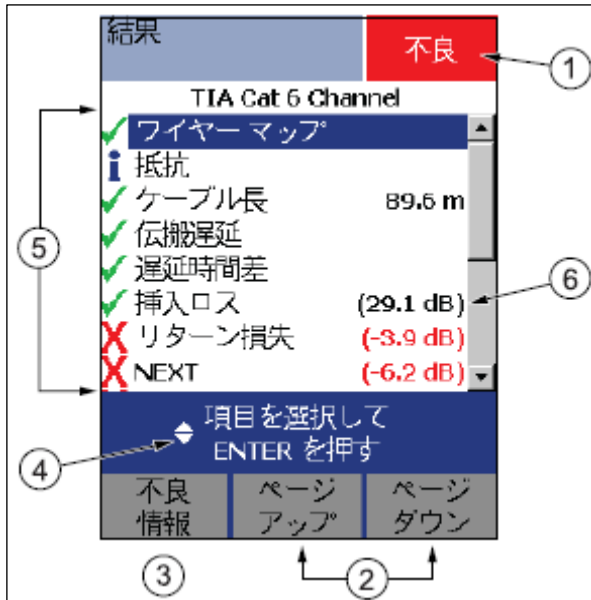 結果
不良
①
TIA Cat 6 Channel
ワイヤー マップ
i 抵抗
ケーブル長 89.6 m
伝搬遅延
遅延時間差
挿入ロス (29.1 dB)
リターン損失 (-3.9 dB)
NEXT (-6.2 dB)
⑤
⑥
項目を選択して
ENTER を押す
④
不良
情報
ページ
アップ
ページ
ダウン
③
②